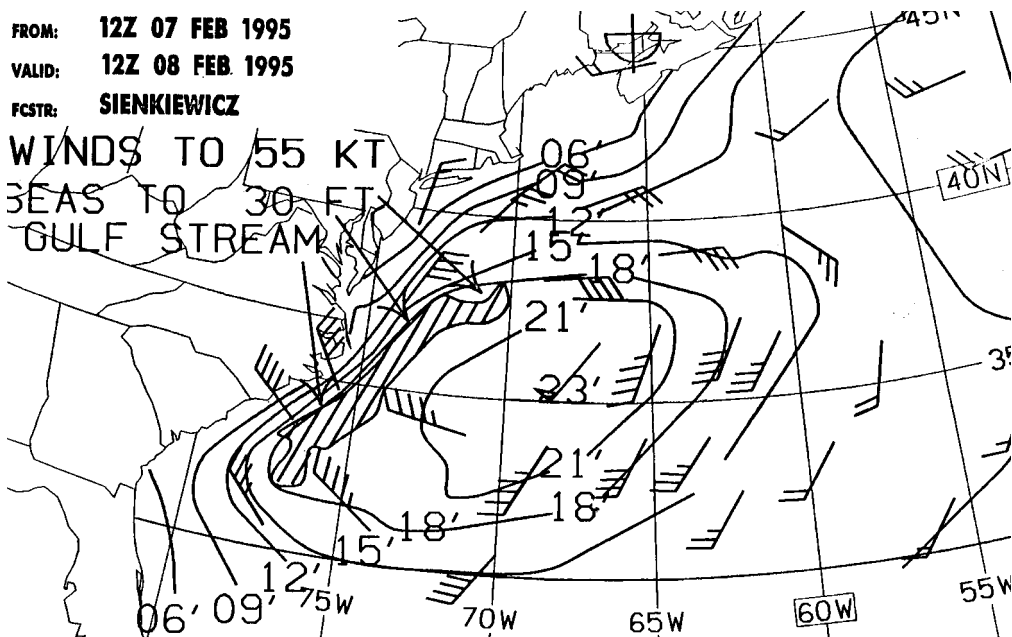 FROM: 12Z 07 FEB 1995
VALID: 12Z 08 FEB 1995
FCSTR: SIENKIEWICZ
WINDS TO 55 KT
SEAS TO 30 FT
GULF STREAM
45N
06'
09'
40N
12'
15'
18'
21'
35
23'
21'
18'
18'
15'
12'
06' 09'
75W
70W
65W
60W
55W